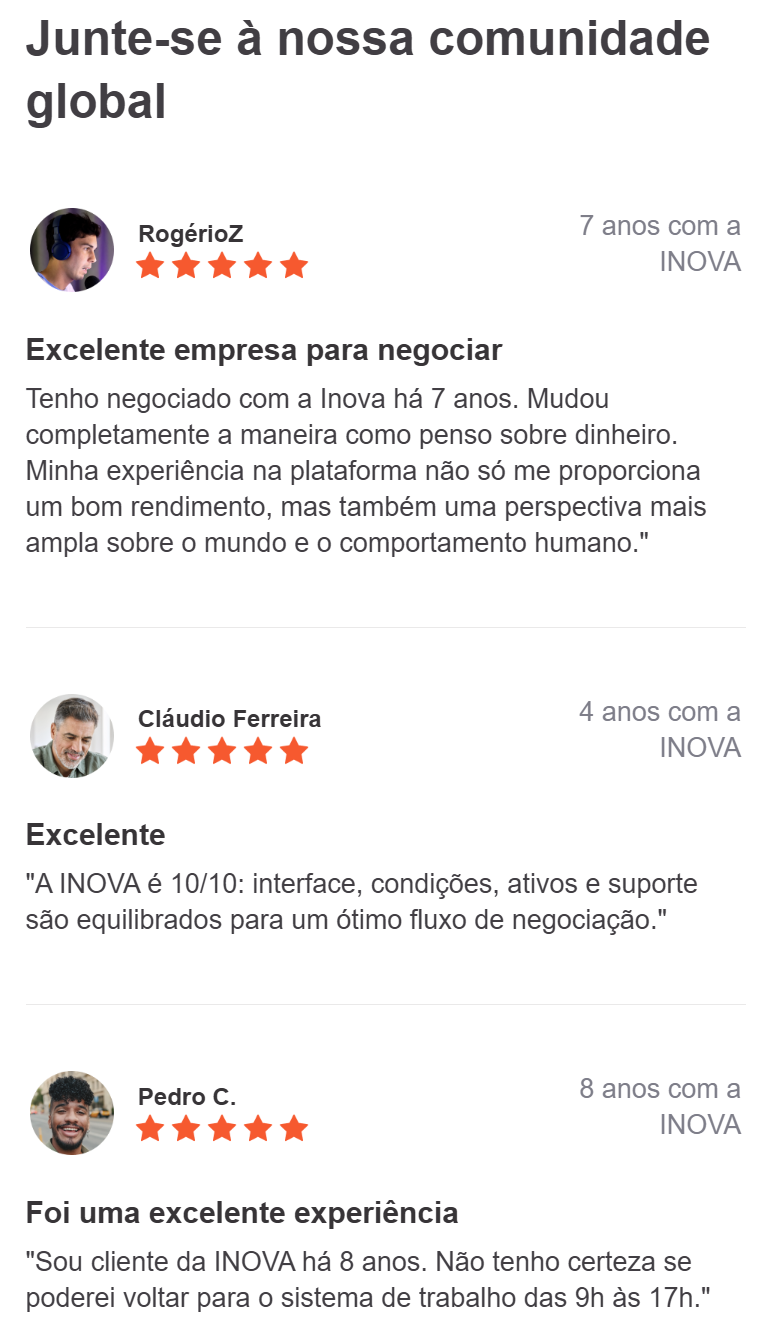 Junte-se à nossa comunidade
global
RogérioZ
7 anos com a
INOVA
Excelente empresa para negociar
Tenho negociado com a Inova há 7 anos. Mudou
completamente a maneira como penso sobre dinheiro.
Minha experiência na plataforma não só me proporciona
um bom rendimento, mas também uma perspectiva mais
ampla sobre o mundo e o comportamento humano."
Cláudio Ferreira
4 anos com a
INOVA
Excelente
"A INOVA é 10/10: interface, condições, ativos e suporte
são equilibrados para um ótimo fluxo de negociação."
Pedro C.
8 anos com a
INOVA
Foi uma excelente experiência
"Sou cliente da INOVA há 8 anos. Não tenho certeza se
poderei voltar para o sistema de trabalho das 9h às 17h."